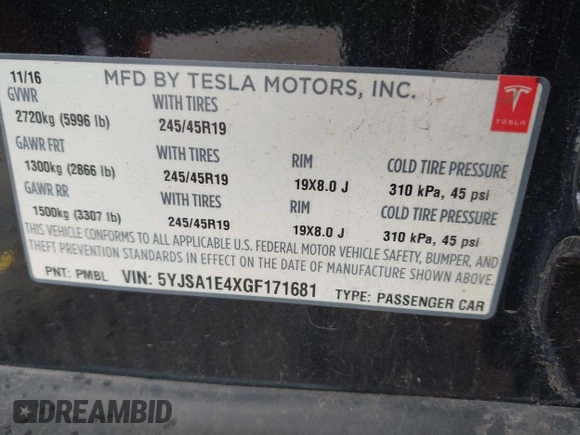 11/16 MFD BY TESLA MOTORS, INC.
GVWR WITH TIRES
2720kg (5996 lb) 245/45R19
GAWR FRT WITH TIRES RIM COLD TIRE PRESSURE
1300kg (2866 lb) 245/45R19 19X8.0 J 310 kPa, 45 psi
GAWR RR WITH TIRES RIM COLD TIRE PRESSURE
1500kg (3307 lb) 245/45R19 19X8.0 J 310 kPa, 45 psi
THIS VEHICLE CONFORMS TO ALL APPLICABLE U.S. FEDERAL MOTOR VEHICLE SAFETY, BUMPER, AND
THEFT PREVENTION STANDARDS IN EFFECT ON THE DATE OF MANUFACTURE SHOWN ABOVE.
PNT: PMBL VIN: 5YJSA1E4XGF171681 TYPE: PASSENGER CAR
TESLA
DREAMBID